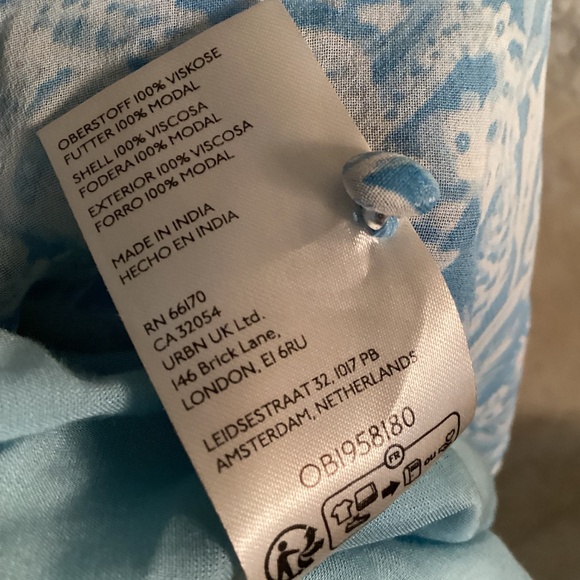 OBERSTOFF 100% VISKOSE
FUTTER 100% MODAL
SHELL 100% VISCOSA
FODERA 100% MODAL
EXTERIOR 100% VISCOSA
FORRO 100% MODAL
MADE IN INDIA
HECHO EN INDIA
RN 66170
CA 32054
URBN UK Ltd.
146 Brick Lane,
LONDON, E1 6RU
LEIDSESTRAAT 32, 1017 PB
AMSTERDAM, NETHERLANDS
OB1958180
FR
OU